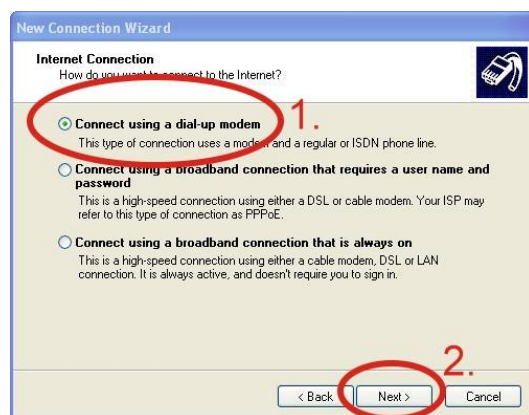 New Connection Wizard
Internet Connection
How do you want to connect to the Internet?
Connect using a dial-up modem
1.
This type of connection uses a modem and a regular or ISDN phone line.
Connect using a broadband connection that requires a user name and
password
This is a high-speed connection using either a DSL or cable modem. Your ISP may
refer to this type of connection as PPPoE.
Connect using a broadband connection that is always on
This is a high-speed connection using either a cable modem, DSL or LAN
connection. It is always active, and doesn't require you to sign in.
2.
< Back
Next >
Cancel